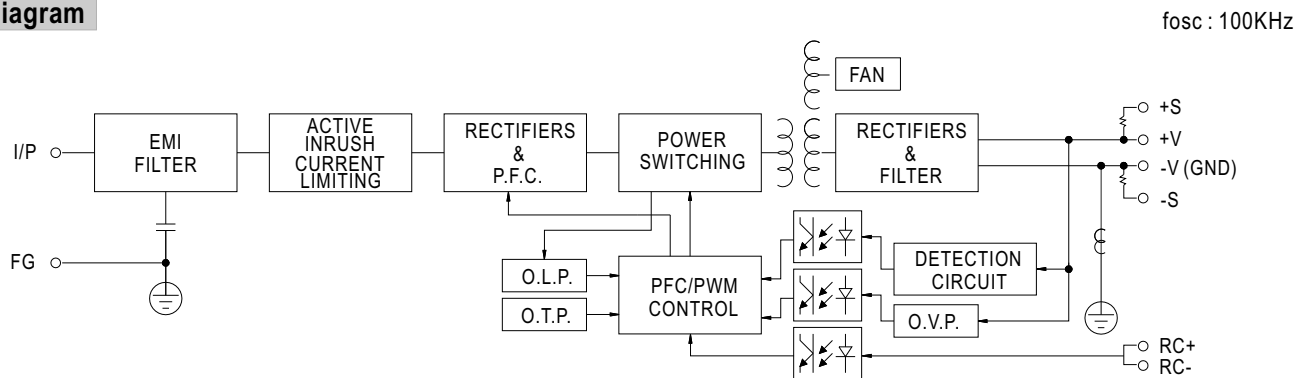 iagram
fosc : 100KHz
FAN
I/P
EMI
FILTER
ACTIVE
INRUSH
CURRENT
LIMITING
RECTIFIERS
&
P.F.C.
POWER
SWITCHING
RECTIFIERS
&
FILTER
+S
+V
-V (GND)
-S
FG
O.L.P.
O.T.P.
PFC/PWM
CONTROL
DETECTION
CIRCUIT
O.V.P.
RC+
RC-